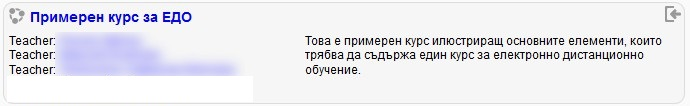 Примерен курс за ЕДО
Teacher:
Teacher:
Teacher:
Това е примерен курс илюстриращ основните елементи, които
трябва да съдържа един курс за електронно дистанционно
обучение.